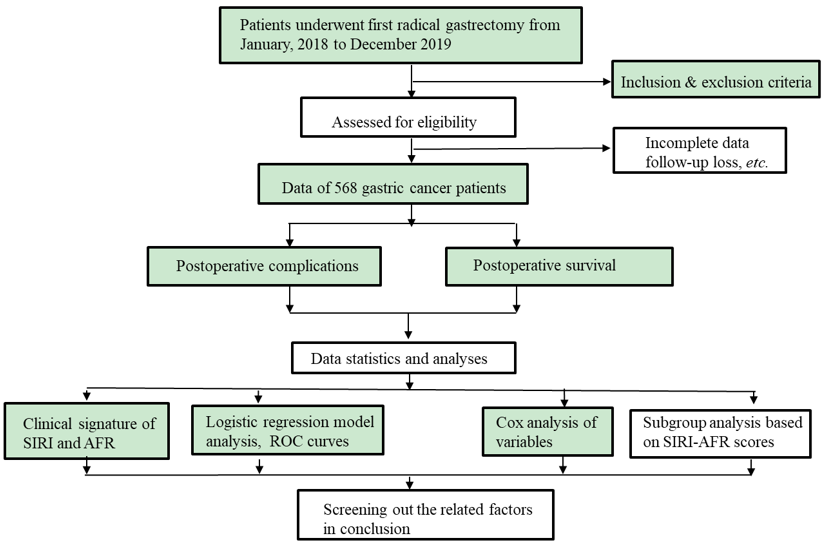 Patients underwent first radical gastrectomy from
January, 2018 to December 2019
Inclusion & exclusion criteria
Assessed for eligibility
Incomplete data
follow-up loss, etc.
Data of 568 gastric cancer patients
Postoperative complications
Postoperative survival
Data statistics and analyses
Clinical signature of
SIRI and AFR
Logistic regression model
analysis, ROC curves
Cox analysis of
variables
Subgroup analysis based
on SIRI-AFR scores
Screening out the related factors
in conclusion